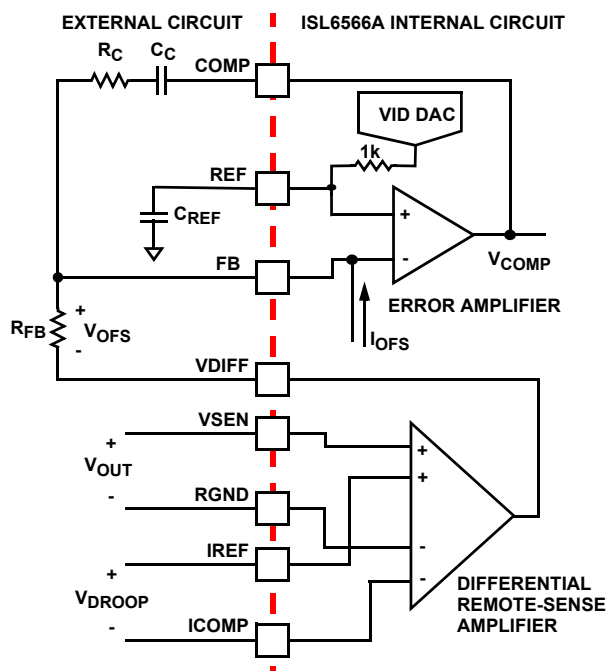 EXTERNAL CIRCUIT
ISL6566A INTERNAL CIRCUIT
RC
CC
COMP
VID DAC
1k
REF
CREF
+
-
VCOMP
FB
ERROR AMPLIFIER
IOFS
RFB
+
VOFS
-
VDIFF
VSEN
+
VOUT
-
+
+
RGND
IREF
-
-
+
VDROOP
-
ICOMP
DIFFERENTIAL
REMOTE-SENSE
AMPLIFIER